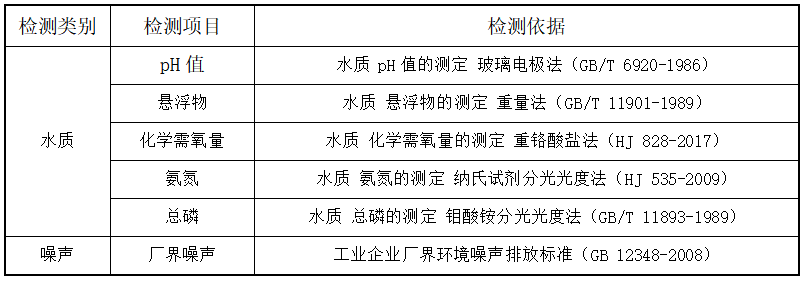 检测类别 检测项目 检测依据
水质 pH 值 水质 pH 值的测定 玻璃电极法（GB/T 6920-1986）
悬浮物 水质 悬浮物的测定 重量法（GB/T 11901-1989）
化学需氧量 水质 化学需氧量的测定 重铬酸盐法（HJ 828-2017）
氨氮 水质 氨氮的测定 纳氏试剂分光光度法（HJ 535-2009）
总磷 水质 总磷的测定 钼酸铵分光光度法（GB/T 11893-1989）
噪声 厂界噪声 工业企业厂界环境噪声排放标准（GB 12348-2008）